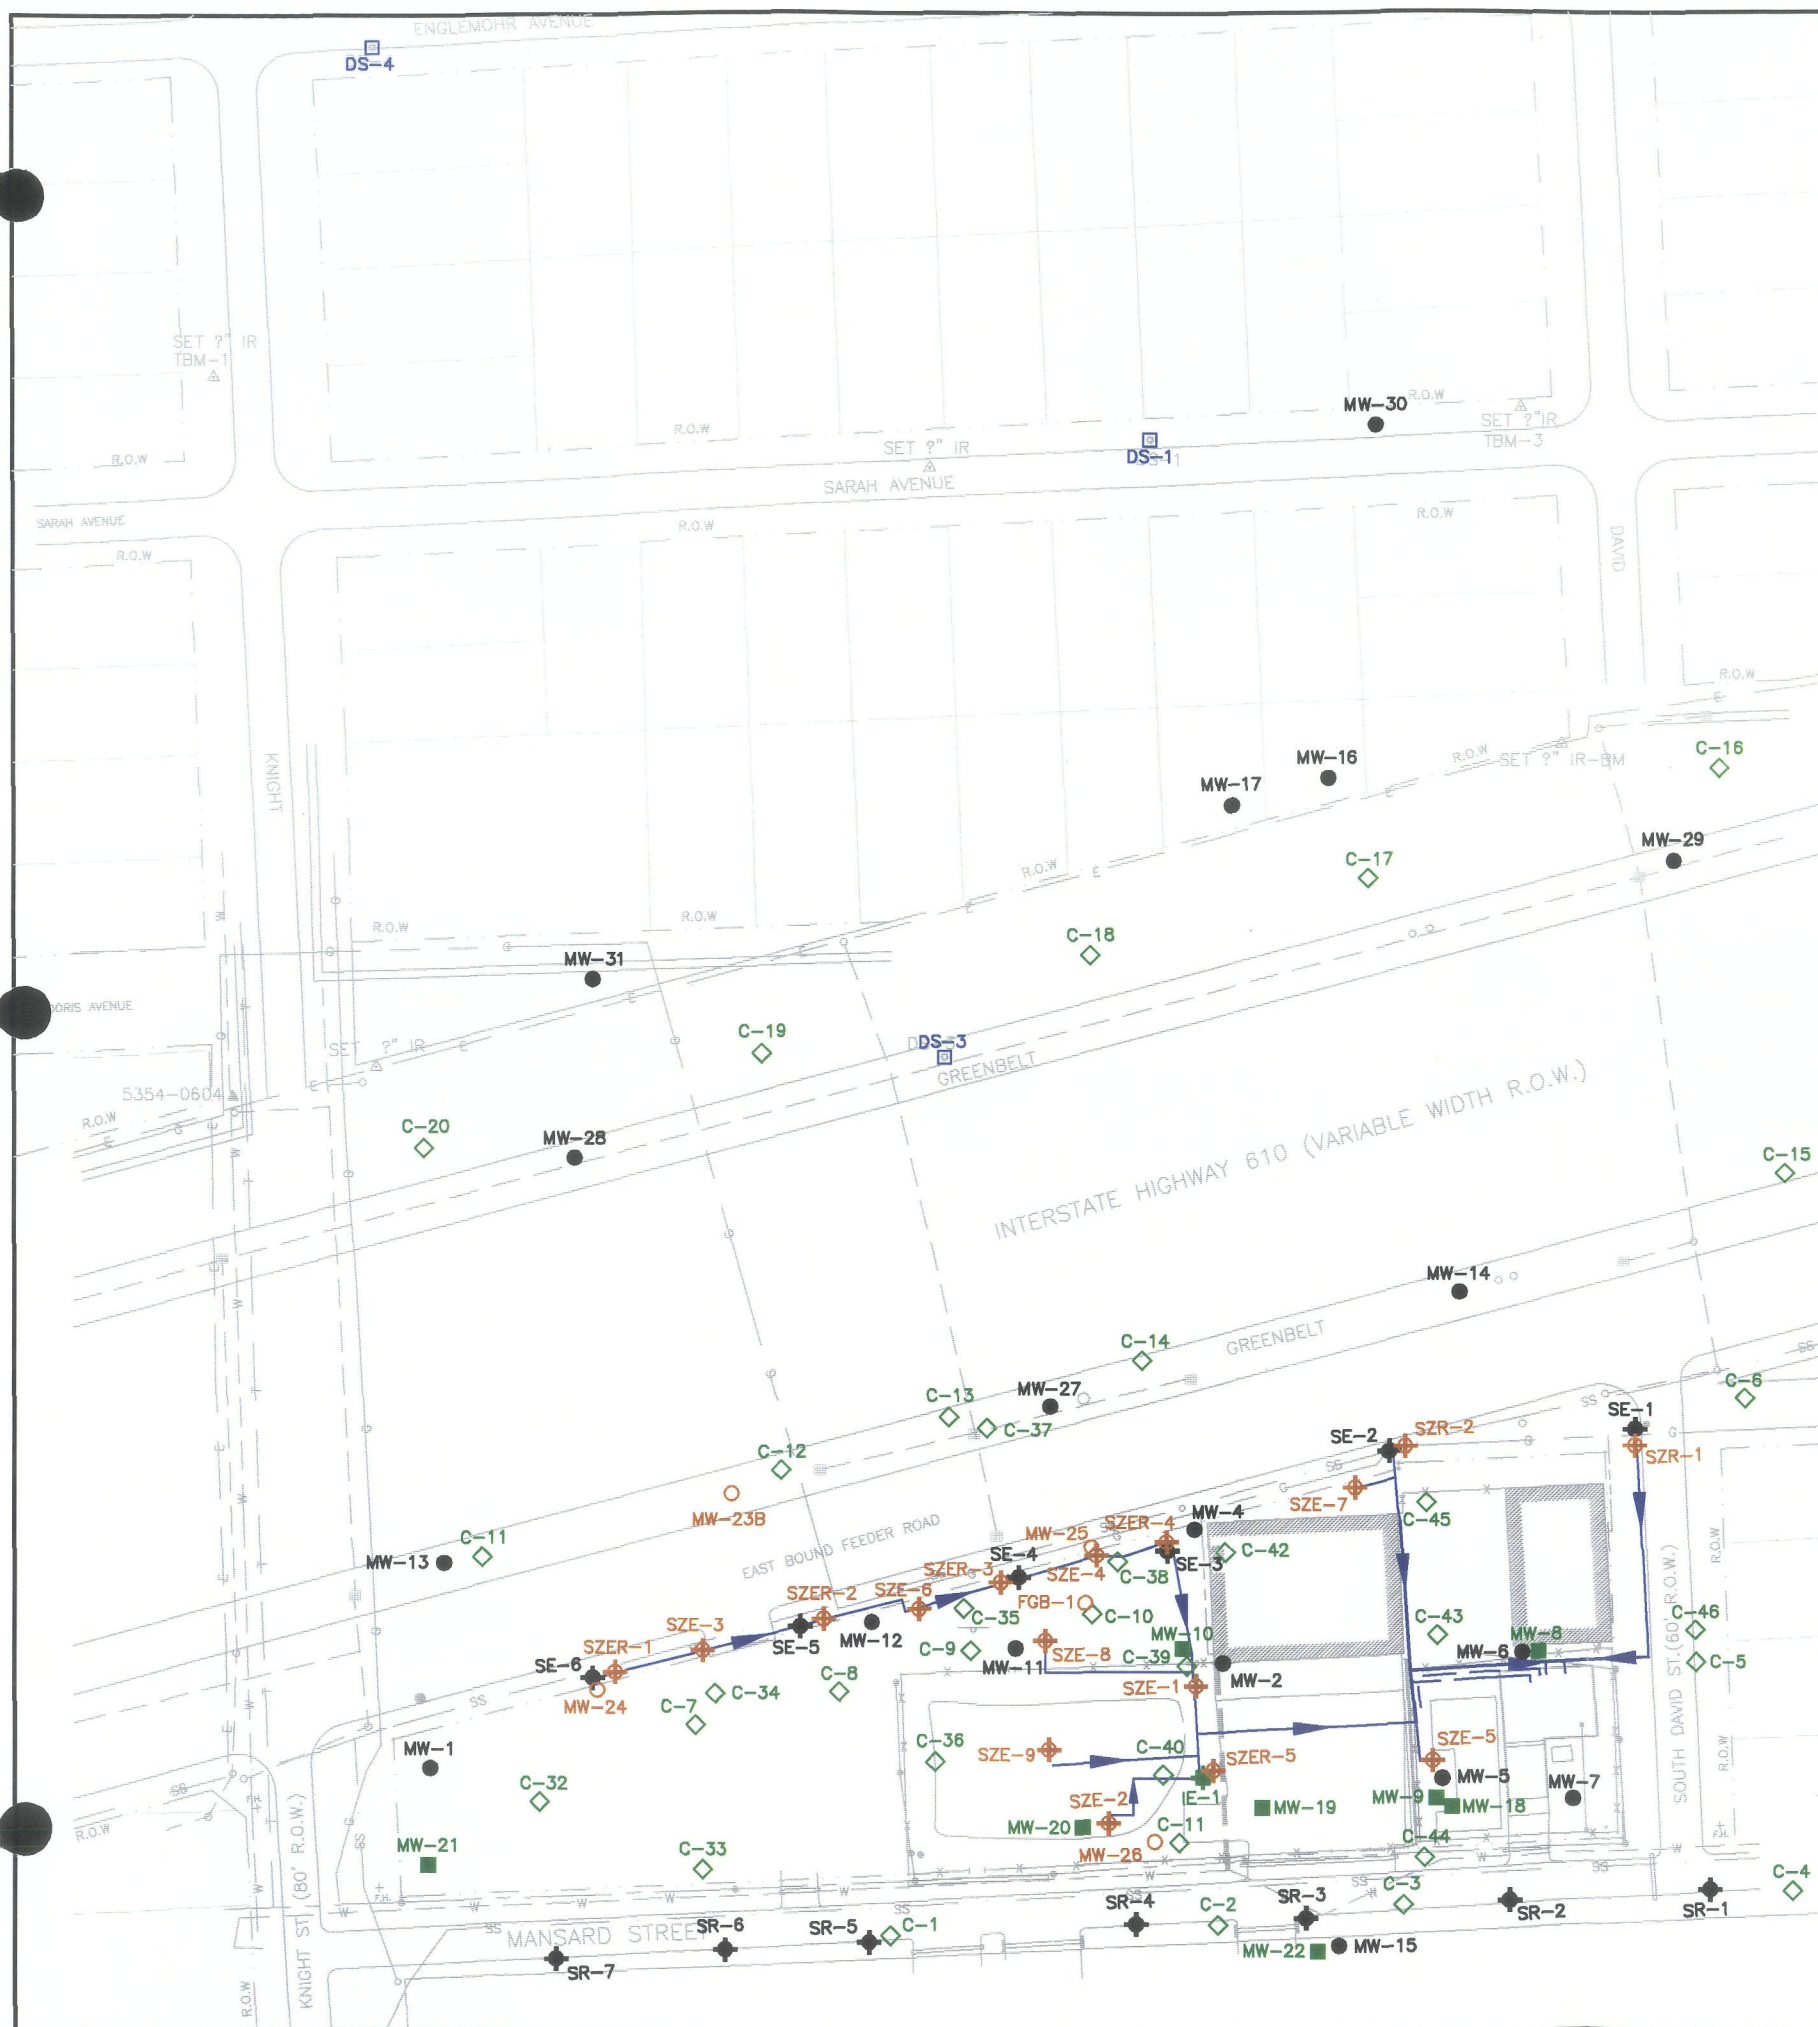 ENGLEMOHR AVENUE
DS-4
SET ?" IR
TBM-1
MW-30
R.O.W
SET ?"IR
TBM-3
R.O.W
SET ?" IR
DS-1
R.O.W
SARAH AVENUE
SARAH AVENUE
R.O.W
R.O.W
R.O.W
DAVID
R.O.W
KNIGHT
R.O.W
E
C-16
SET ?" IR-BM
MW-16
MW-17
E
MW-29
C-17
R.O.W
E
E
R.O.W
R.O.W
G
E
C-18
MW-31
E
DORIS AVENUE
C-19
DS-3
SET ?" IR
E
GREENBELT
5354-0604
E
R.O.W
C-20
MW-28
INTERSTATE HIGHWAY 610 (VARIABLE WIDTH R.O.W.)
C-15
MW-14
GREENBELT
C-14
C-13
MW-27
C-37
C-6
SS
SE-1
SE-2
SZR-2
SZR-1
G
C-12
SS
SZE-7
MW-23B
C-45
MW-4
SZER-4
MW-25
EAST BOUND FEEDER ROAD
C-11
MW-13
SE-4
SE-3
C-42
SZER-3
SZE-4
C-38
R.O.W
SZE-6
SZER-2
FGB-1
C-35
C-10
SE-5
MW-12
SZE-3
C-43
C-46
MW-10
MW-8
MW-6
C-9
MW-11
SZE-8
C-39
SZER-1
SE-6
MW-2
C-5
C-8
SZE-1
MW-24
C-34
C-7
SS
MW-1
C-36
SZE-9
C-40
SZER-5
SZE-5
SOUTH DAVID ST.(60' R.O.W.)
R.O.W
MW-5
MW-7
C-32
IE-1
SZE-2
MW-19
MW-9
MW-18
MW-20
R.O.W
F.H.
F.H.
MW-21
C-11
MW-26
C-44
C-33
SS
SS
C-4
F.H.
W
W
W
W
W
SS
SS
SR-4
C-2
SR-3
C-3
SR-2
SR-1
MANSARD STREET
SR-6
SR-5
C-1
MW-22
MW-15
SR-7
KNIGHT ST. (80' R.O.W.)
R.O.W